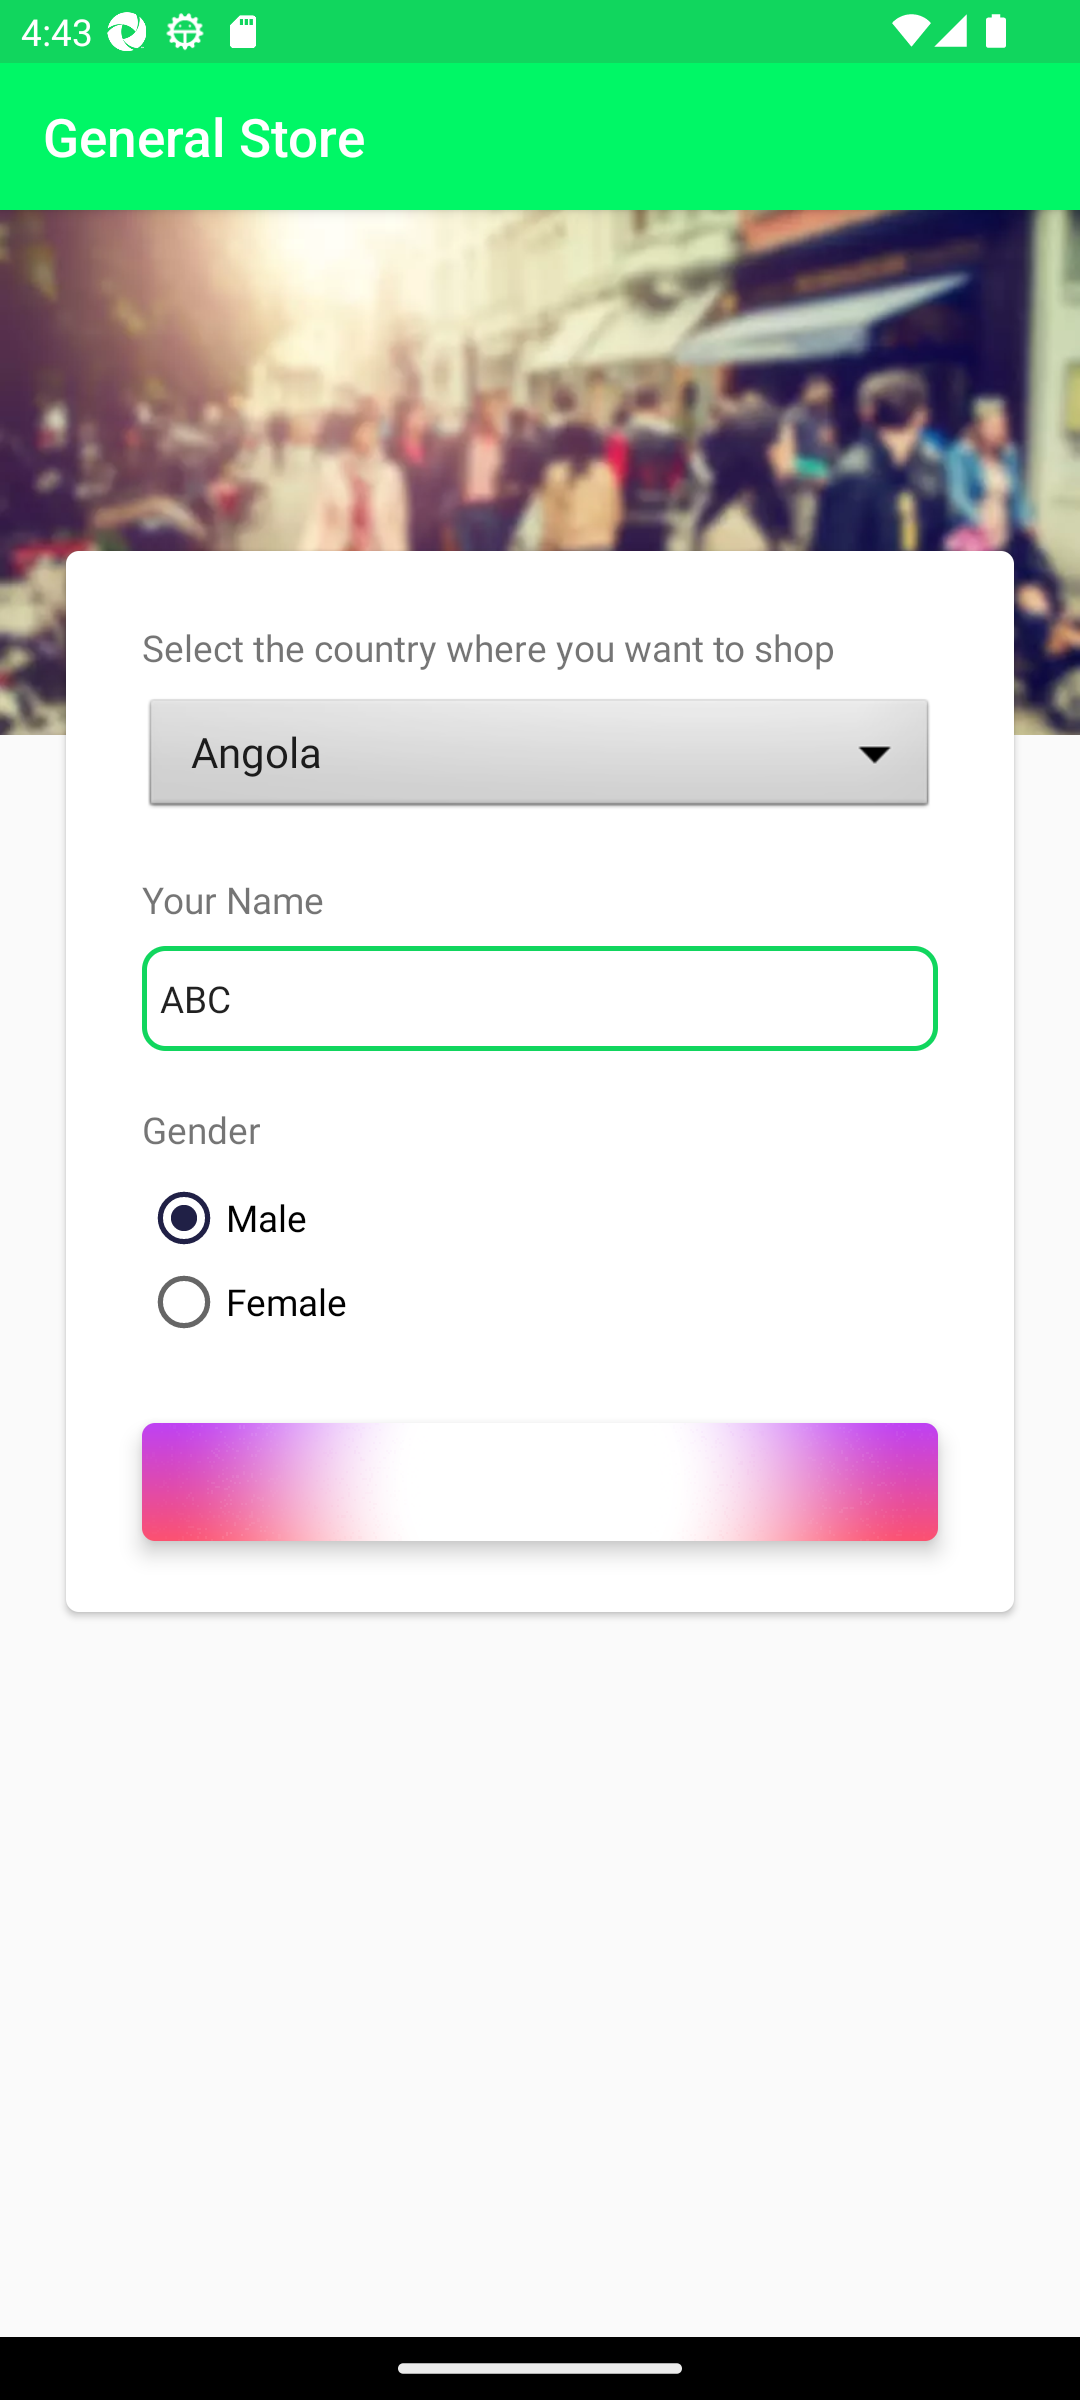 4:43
General Store
Select the country where you want to shop
Angola
Your Name
ABC
Gender
Male
Female